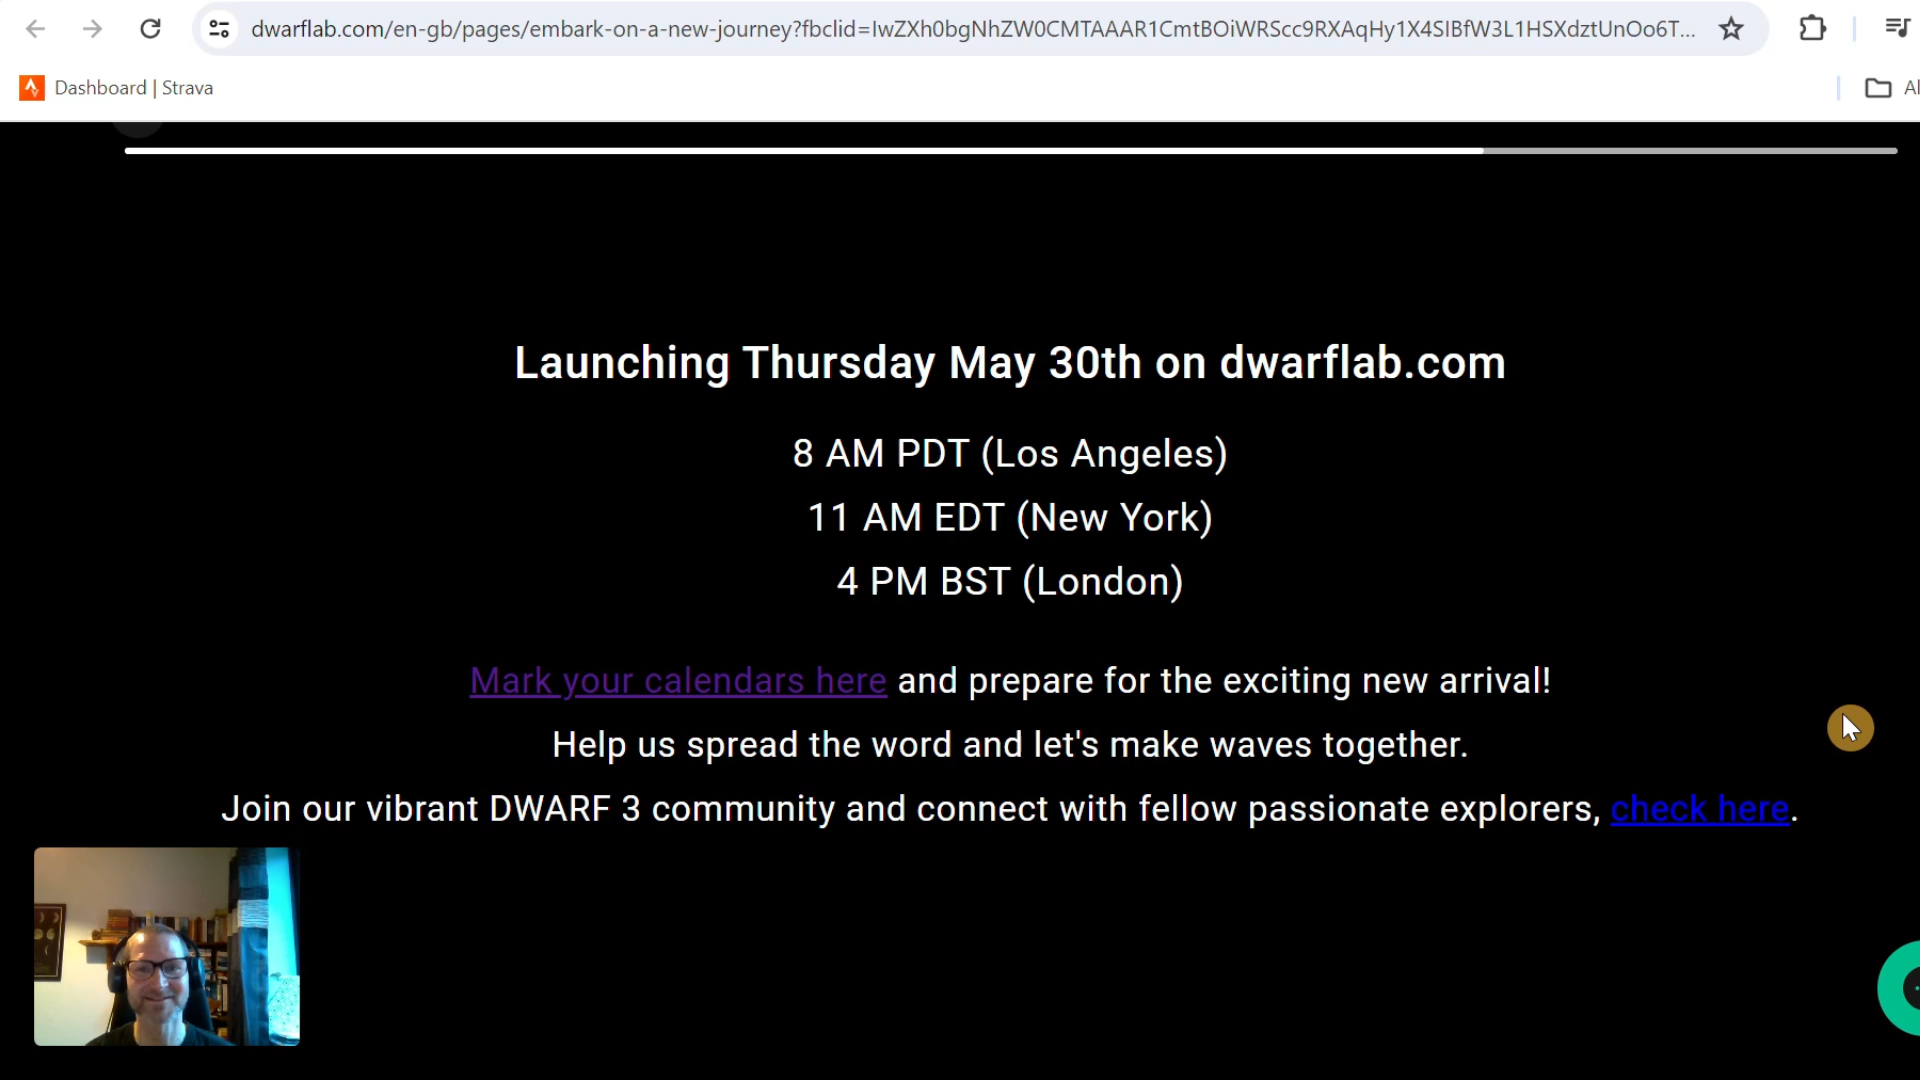 dwarflab.com/en-gb/pages/embark-on-a-new-journey?fbclid=IwZXh0bgNhZW0CMTAAAR1CmtBOiWRScc9RXAqHy1X4SIBfW3L1HSXdztUnOo6T...
Dashboard | Strava
Al
Launching Thursday May 30th on dwarflab.com
8 AM PDT (Los Angeles)
11 AM EDT (New York)
4 PM BST (London)
Mark your calendars here and prepare for the exciting new arrival!
Help us spread the word and let's make waves together.
Join our vibrant DWARF 3 community and connect with fellow passionate explorers, check here.